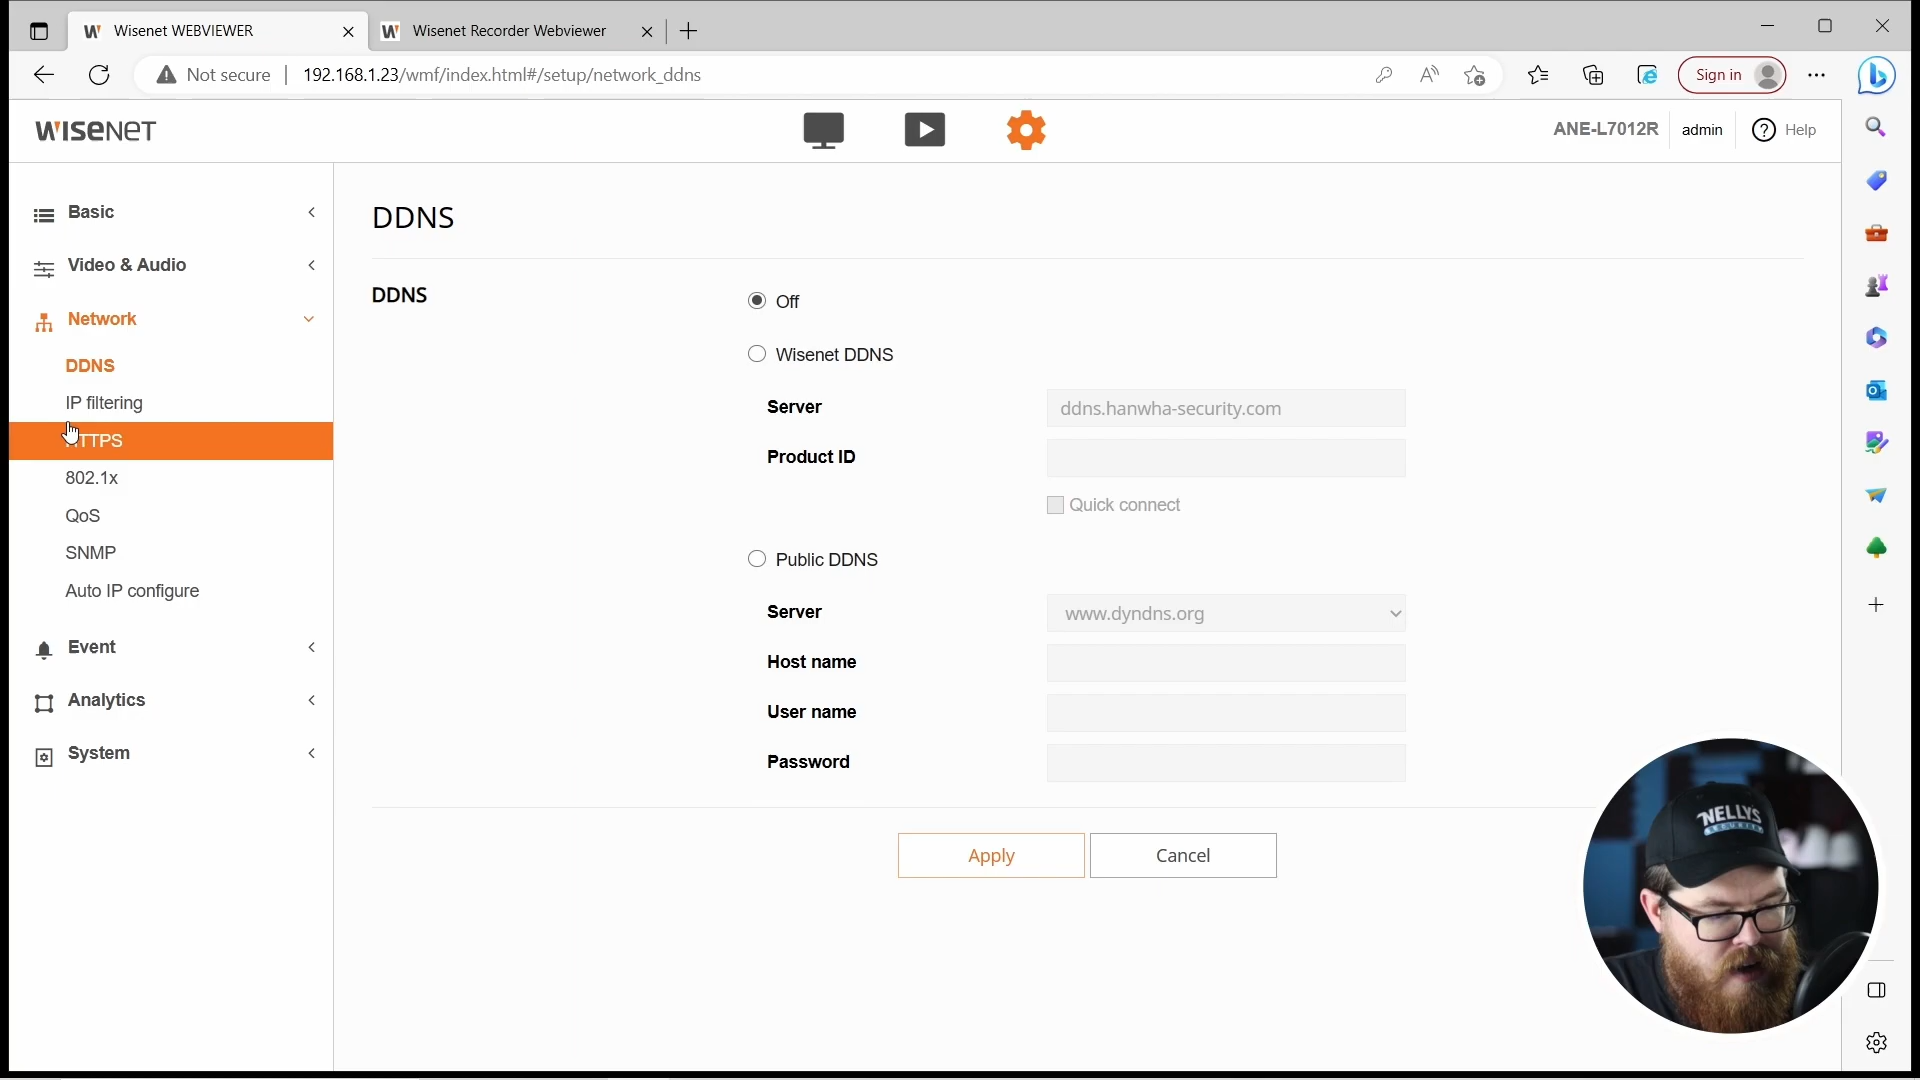 Wisenet WEBVIEWER
Wisenet Recorder Webviewer
Not secure
192.168.1.23/wmf/index.html#/setup/network_ddns
Sign in
WISENET
ANE-L7012R
admin
Help
Basic
Video & Audio
Network
DDNS
IP filtering
HTTPS
802.1x
QoS
SNMP
Auto IP configure
Event
Analytics
System
DDNS
DDNS
Off
Wisenet DDNS
Server
ddns.hanwha-security.com
Product ID
Quick connect
Public DDNS
Server
www.dyndns.org
Host name
User name
Password
Apply
Cancel
NELLYS
SECURITY